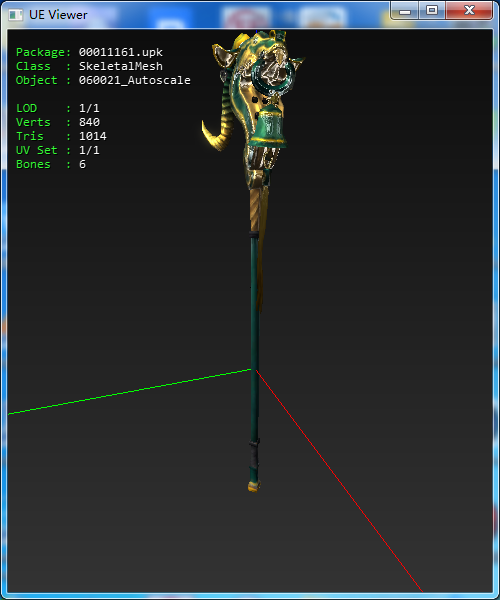 UE Viewer
Package: 00011161.upk
Class : SkeletalMesh
Object : 060021_Autoscale
LOD : 1/1
Verts : 840
Tris : 1014
UV Set : 1/1
Bones : 6